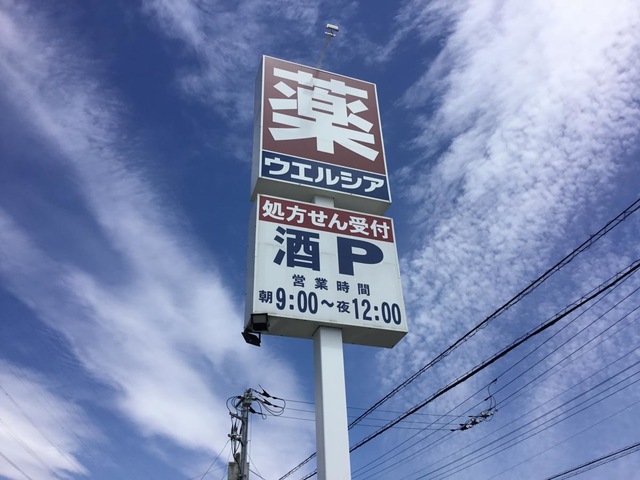 薬
ウエルシア
処方せん受付
酒 P
営業時間
朝9:00～夜12:00